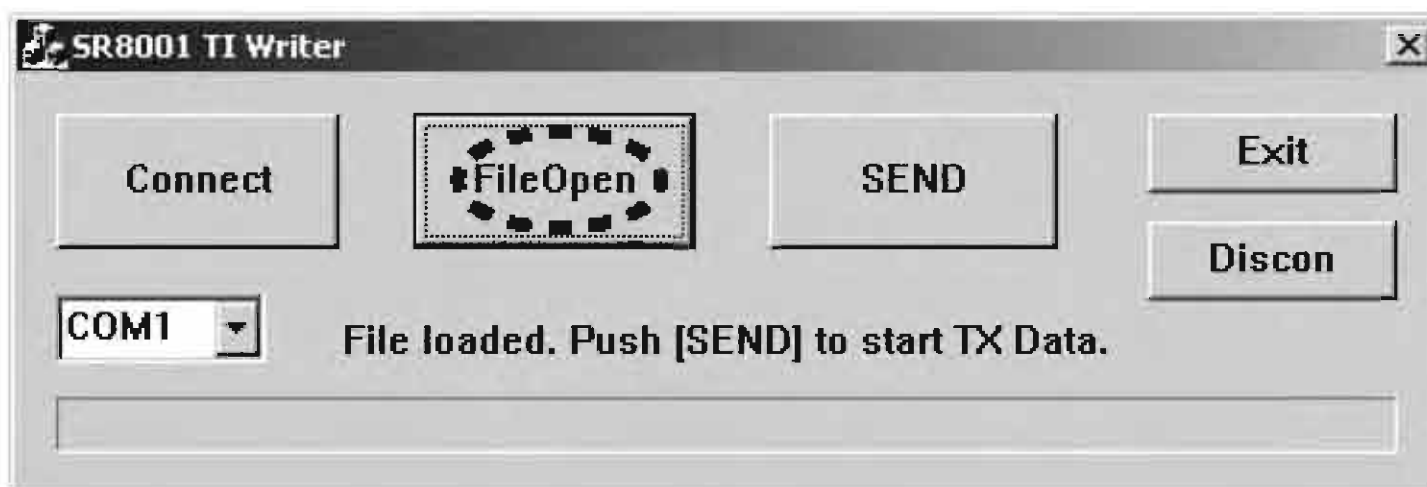 SR8001 TI Writer
Connect
FileOpen
SEND
Exit
Discon
COM1
File loaded. Push [SEND] to start TX Data.